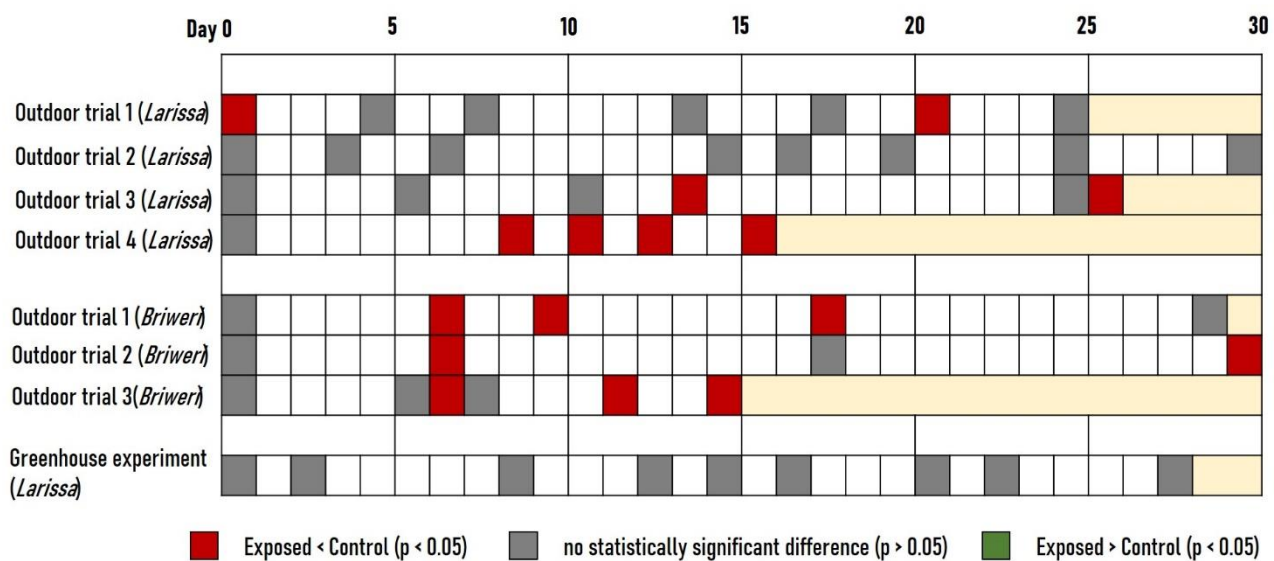 Day 0 5 10 15 20 25 30
Outdoor trial 1 (Larissa)
Outdoor trial 2 (Larissa)
Outdoor trial 3 (Larissa)
Outdoor trial 4 (Larissa)
Outdoor trial 1 (Briweri)
Outdoor trial 2 (Briweri)
Outdoor trial 3(Briweri)
Greenhouse experiment
(Larissa)
Exposed < Control (p < 0.05) no statistically significant difference (p > 0.05) Exposed > Control (p < 0.05)